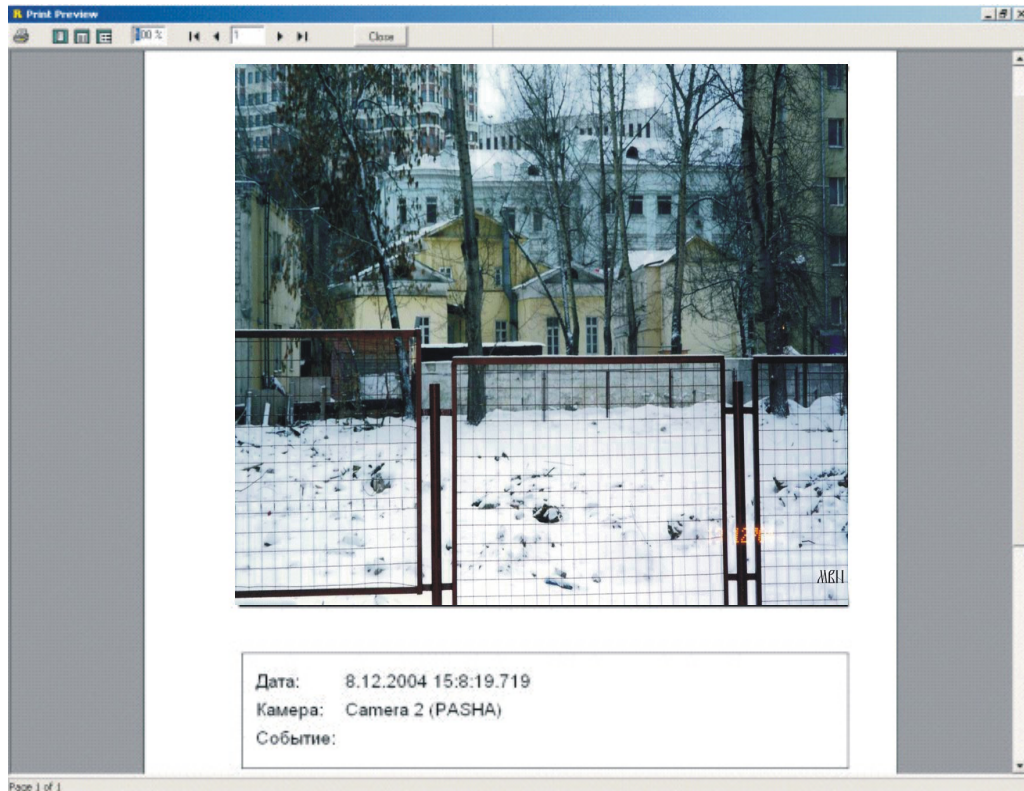 Print Preview
100 %
1
Close
МВН
Дата: 8.12.2004 15:8:19.719
Камера: Camera 2 (PASHA)
Событие:
Page 1 of 1